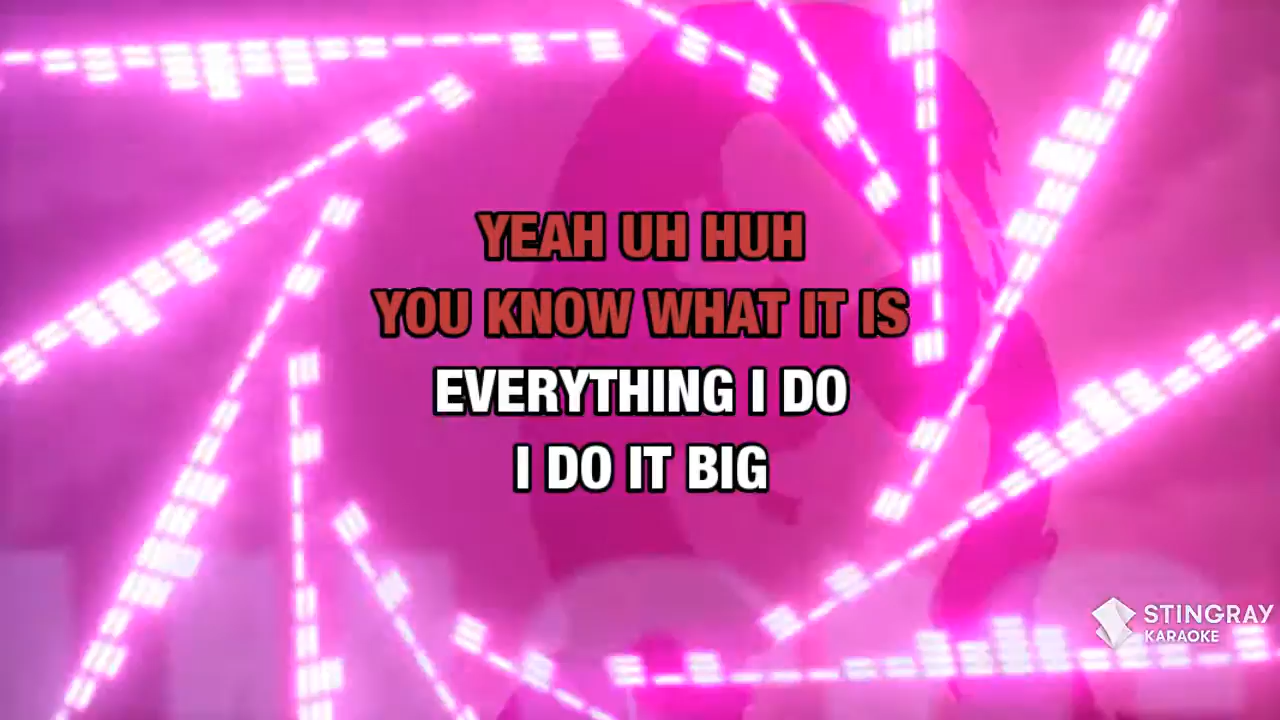 YEAH UH HUH
YOU KNOW WHAT IT IS
EVERYTHING I DO
I DO IT BIG
STINGRAY
KARAOKE